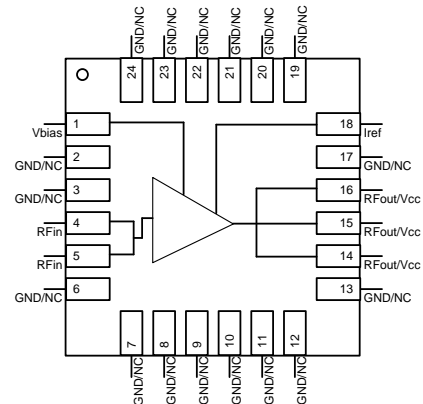 GND/NC GND/NC GND/NC GND/NC GND/NC GND/NC
24 23 22 21 20 19
Vbias 1
GND/NC 2
GND/NC 3
RFin 4
RFin 5
GND/NC 6
18 Iref
17 GND/NC
16 RFout/Vcc
15 RFout/Vcc
14 RFout/Vcc
13 GND/NC
7 8 9 10 11 12
GND/NC GND/NC GND/NC GND/NC GND/NC GND/NC